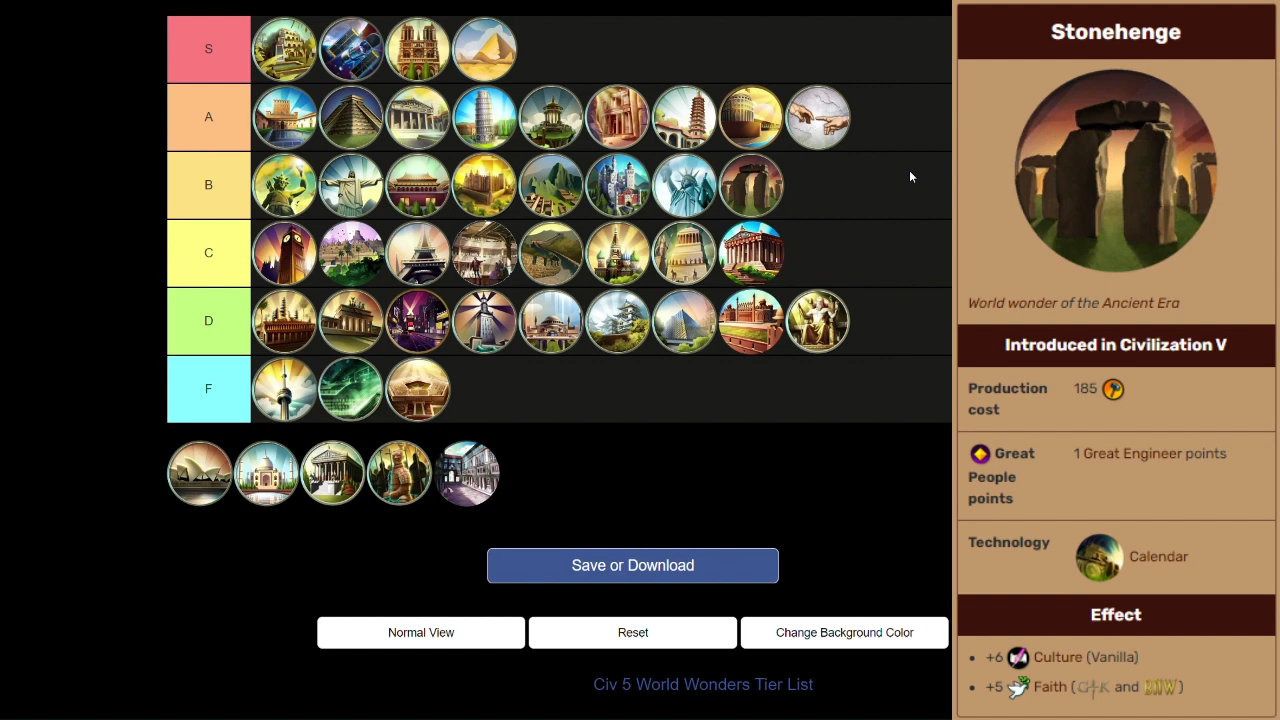 S
A
B
C
D
F
Save or Download
Normal View
Reset
Change Background Color
Civ 5 World Wonders Tier List
Stonehenge
World wonder of the Ancient Era
Introduced in Civilization V
Production cost
185
Great People points
1 Great Engineer points
Technology
Calendar
Effect
+6 Culture (Vanilla)
+5 Faith (G+K and BNW)